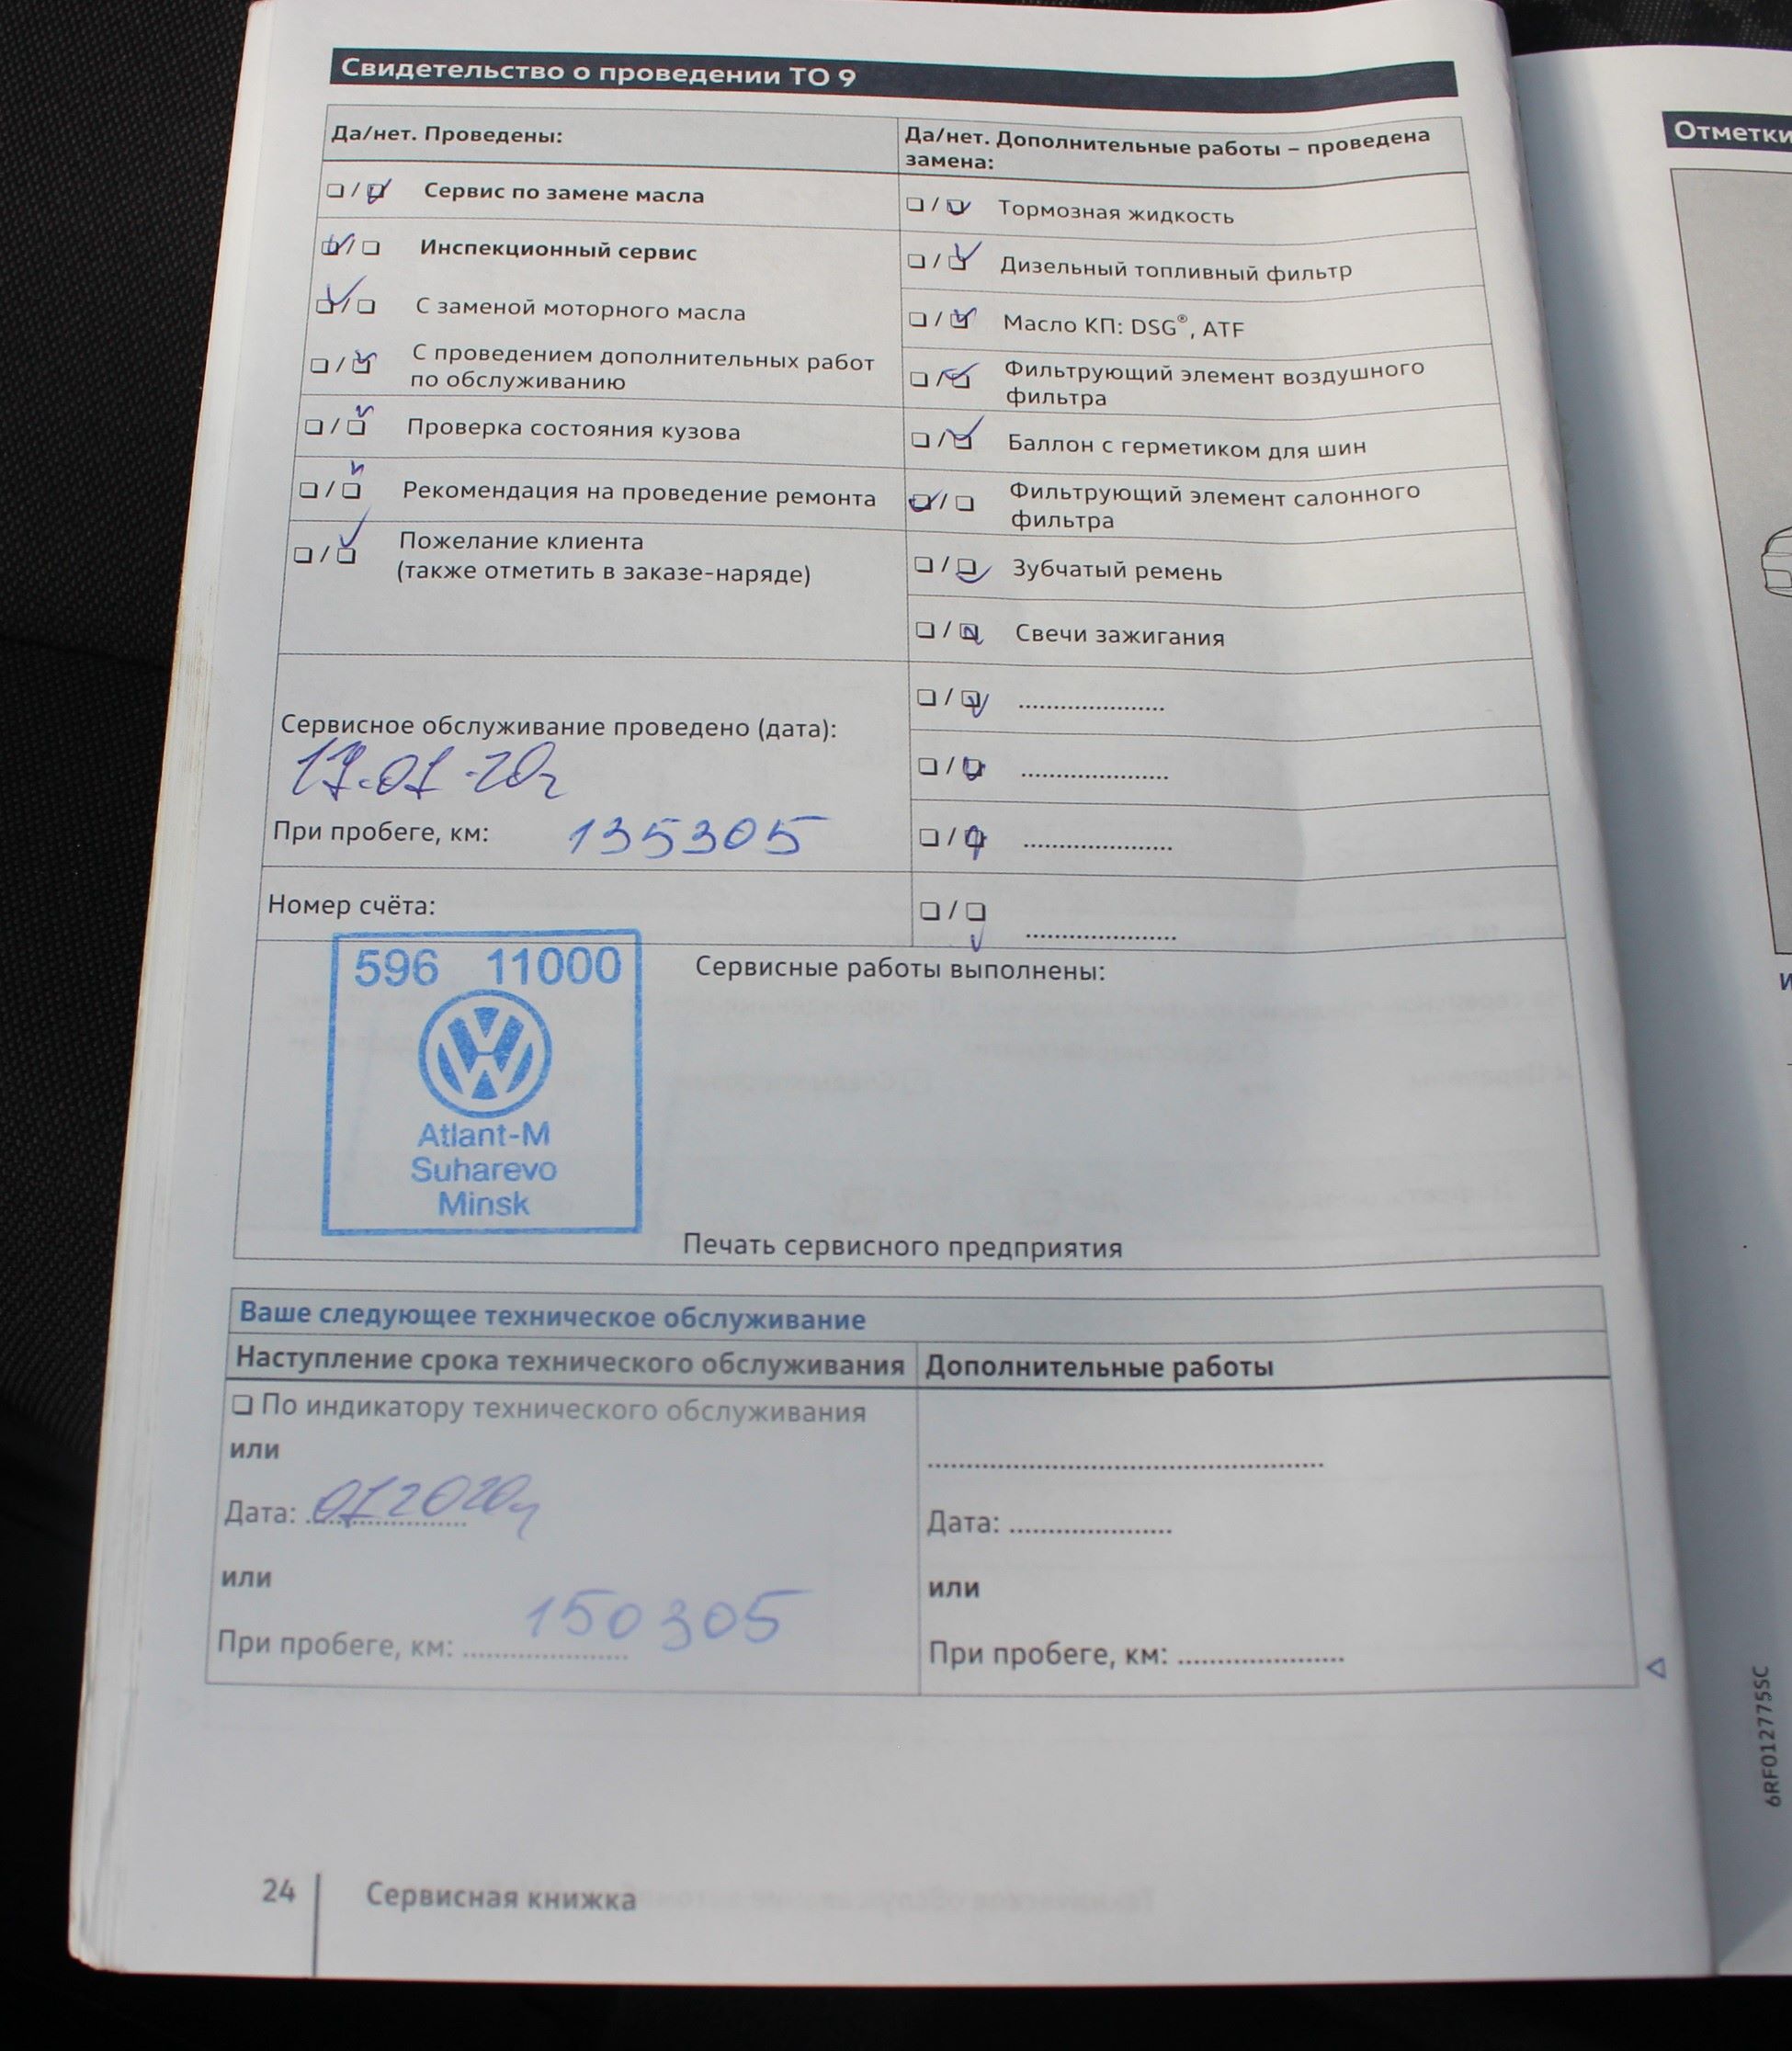 Свидетельство о проведении ТО 9
Да/нет. Проведены:
Сервис по замене масла
Инспекционный сервис
С заменой моторного масла
С проведением дополнительных работ
по обслуживанию
Проверка состояния кузова
Рекомендация на проведение ремонта
Пожелание клиента
(также отметить в заказе-наряде)
Сервисное обслуживание проведено (дата):
17.01.20г
При пробеге, км: 135305
Номер счёта:
Да/нет. Дополнительные работы – проведена
замена:
Тормозная жидкость
Дизельный топливный фильтр
Масло КП: DSG®, ATF
Фильтрующий элемент воздушного
фильтра
Баллон с герметиком для шин
Фильтрующий элемент салонного
фильтра
Зубчатый ремень
Свечи зажигания
596 11000
Atlant-M
Suharevo
Minsk
Сервисные работы выполнены:
Печать сервисного предприятия
Ваше следующее техническое обслуживание
Наступление срока технического обслуживания
По индикатору технического обслуживания
или
Дата: 012020г
или
При пробеге, км: 150305
Дополнительные работы
Дата:
или
При пробеге, км:
24 Сервисная книжка
Отметки
6RF012775SC